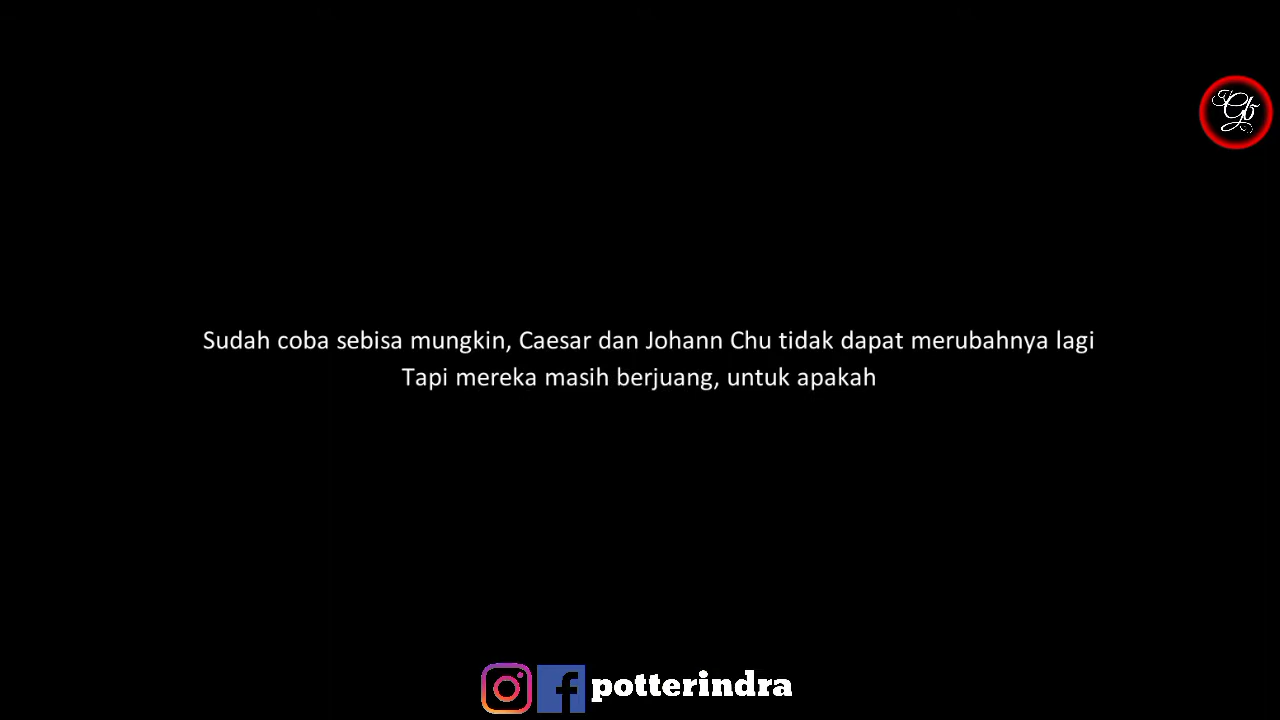 Sudah coba sebisa mungkin, Caesar dan Johann Chu tidak dapat merubahnya lagi
Tapi mereka masih berjuang, untuk apakah
potterindra